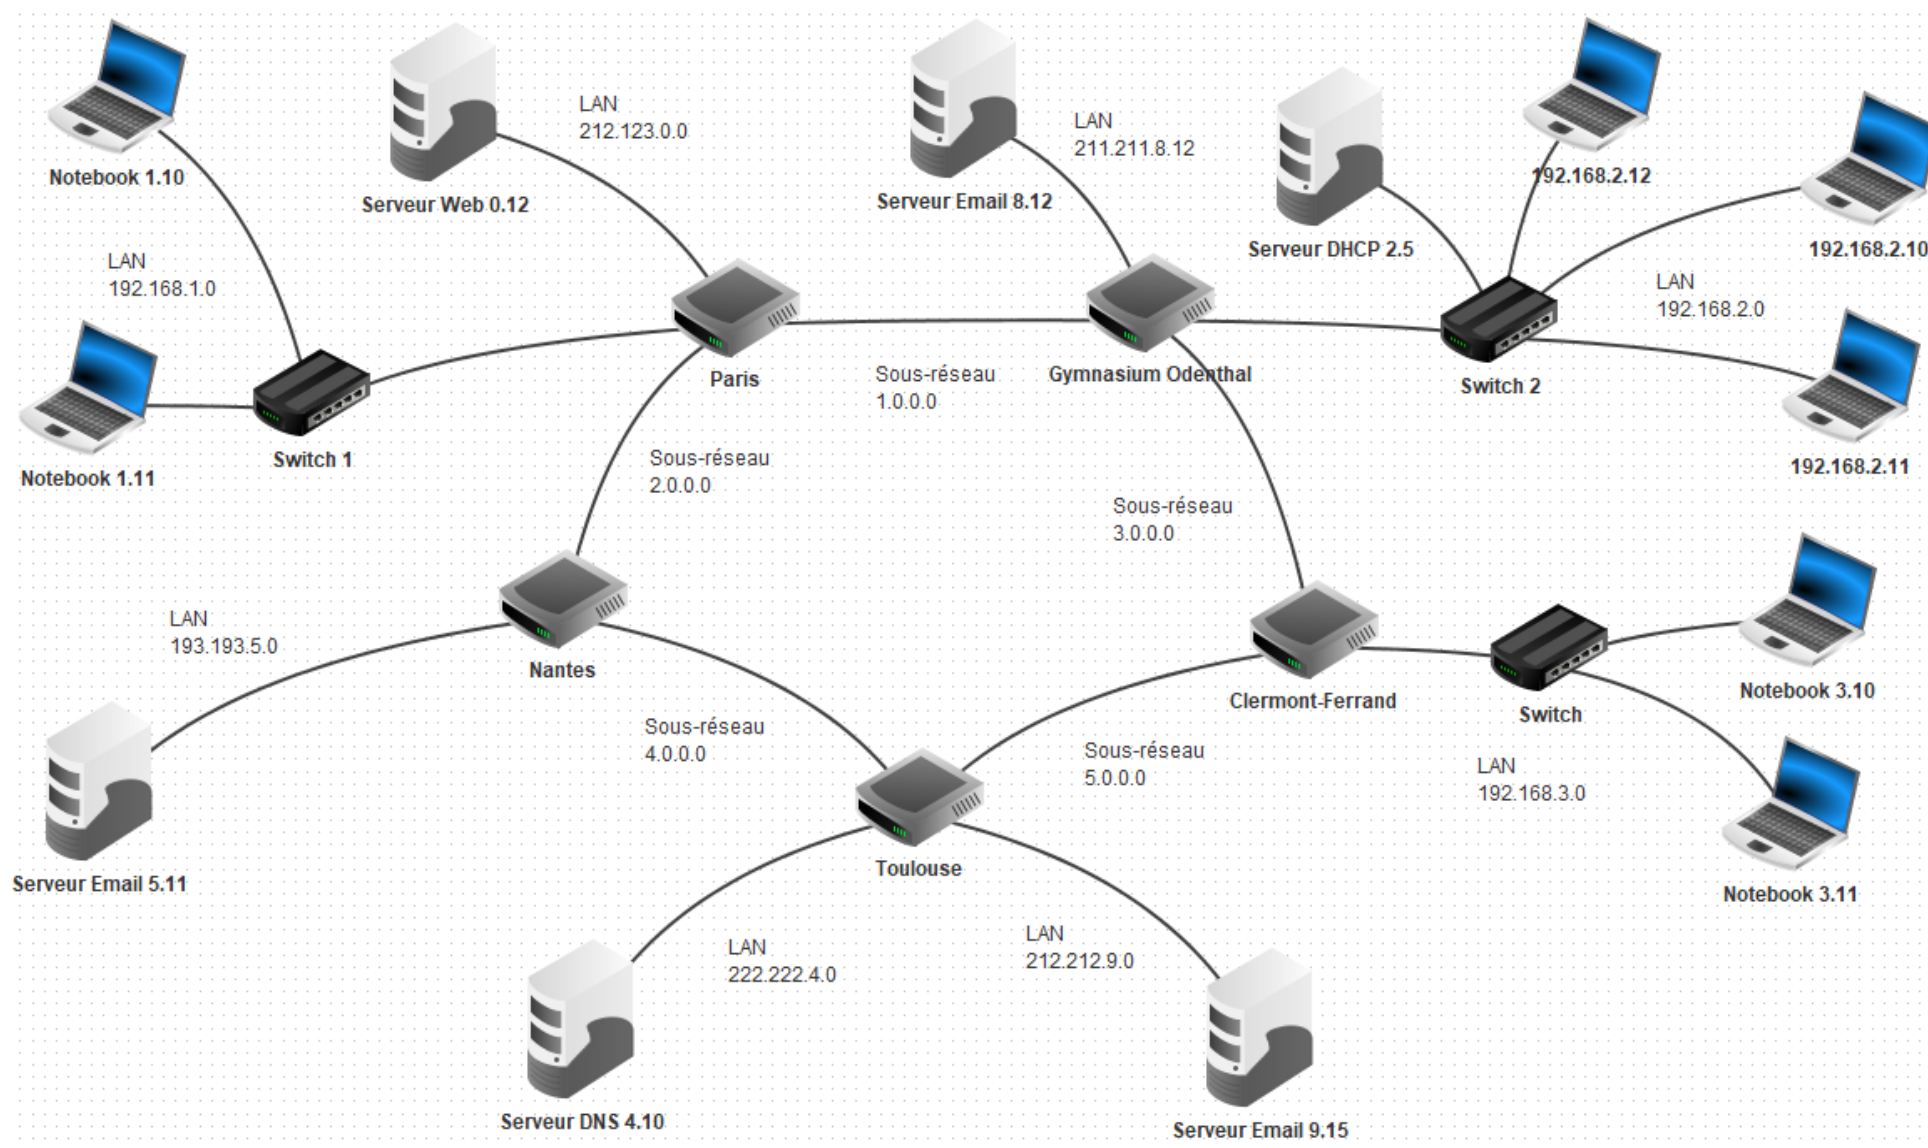 LAN
212.123.0.0
LAN
211.211.8.12
Notebook 1.10
Serveur Web 0.12
Serveur Email 8.12
192.168.2.12
Serveur DHCP 2.5
192.168.2.10
LAN
192.168.1.0
LAN
192.168.2.0
Paris
Sous-réseau
1.0.0.0
Gymnasium Odenthal
Switch 2
Switch 1
Notebook 1.11
192.168.2.11
Sous-réseau
2.0.0.0
Sous-réseau
3.0.0.0
LAN
193.193.5.0
Nantes
Clermont-Ferrand
Switch
Notebook 3.10
Sous-réseau
4.0.0.0
Sous-réseau
5.0.0.0
LAN
192.168.3.0
Toulouse
Serveur Email 5.11
Notebook 3.11
LAN
222.222.4.0
LAN
212.212.9.0
Serveur DNS 4.10
Serveur Email 9.15